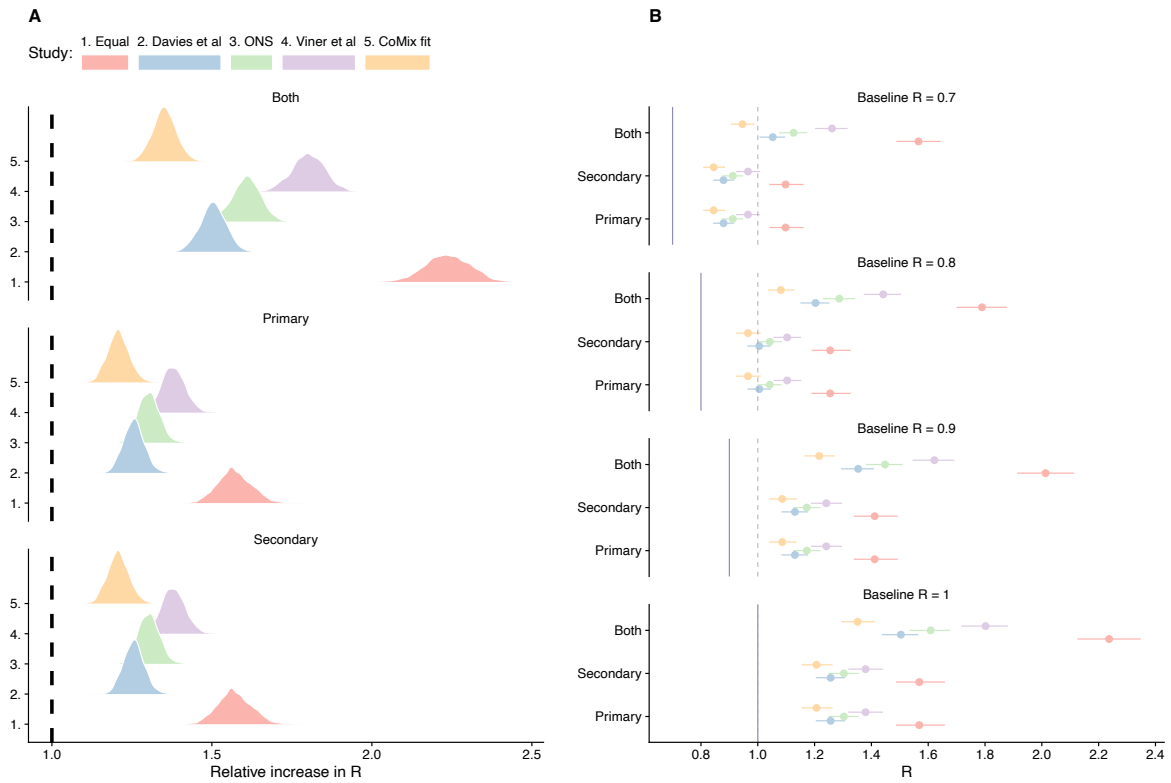 A
Study:
1. Equal 2. Davies et al 3. ONS 4. Viner et al 5. CoMix fit
Both
5.
4.
3.
2.
1.
Primary
5.
4.
3.
2.
1.
Secondary
5.
4.
3.
2.
1.
1.0 1.5 2.0 2.5
Relative increase in R
B
Baseline R = 0.7
Both
Secondary
Primary
Baseline R = 0.8
Both
Secondary
Primary
Baseline R = 0.9
Both
Secondary
Primary
Baseline R = 1
Both
Secondary
Primary
0.8 1.0 1.2 1.4 1.6 1.8 2.0 2.2 2.4
R